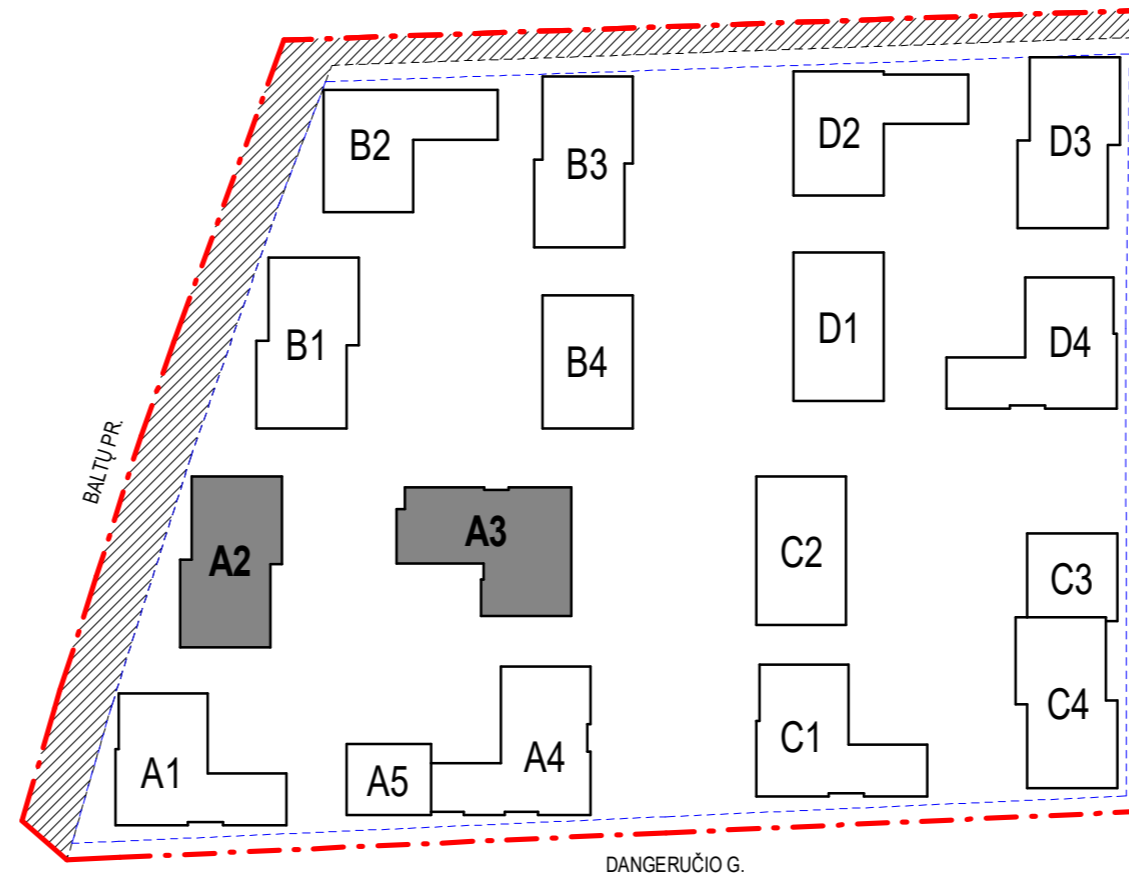 B2
B3
D2
D3
B1
B4
D1
D4
BALTŲ PR.
A2
A3
C2
C3
A1
A5
A4
C1
C4
DANGERUČIO G.